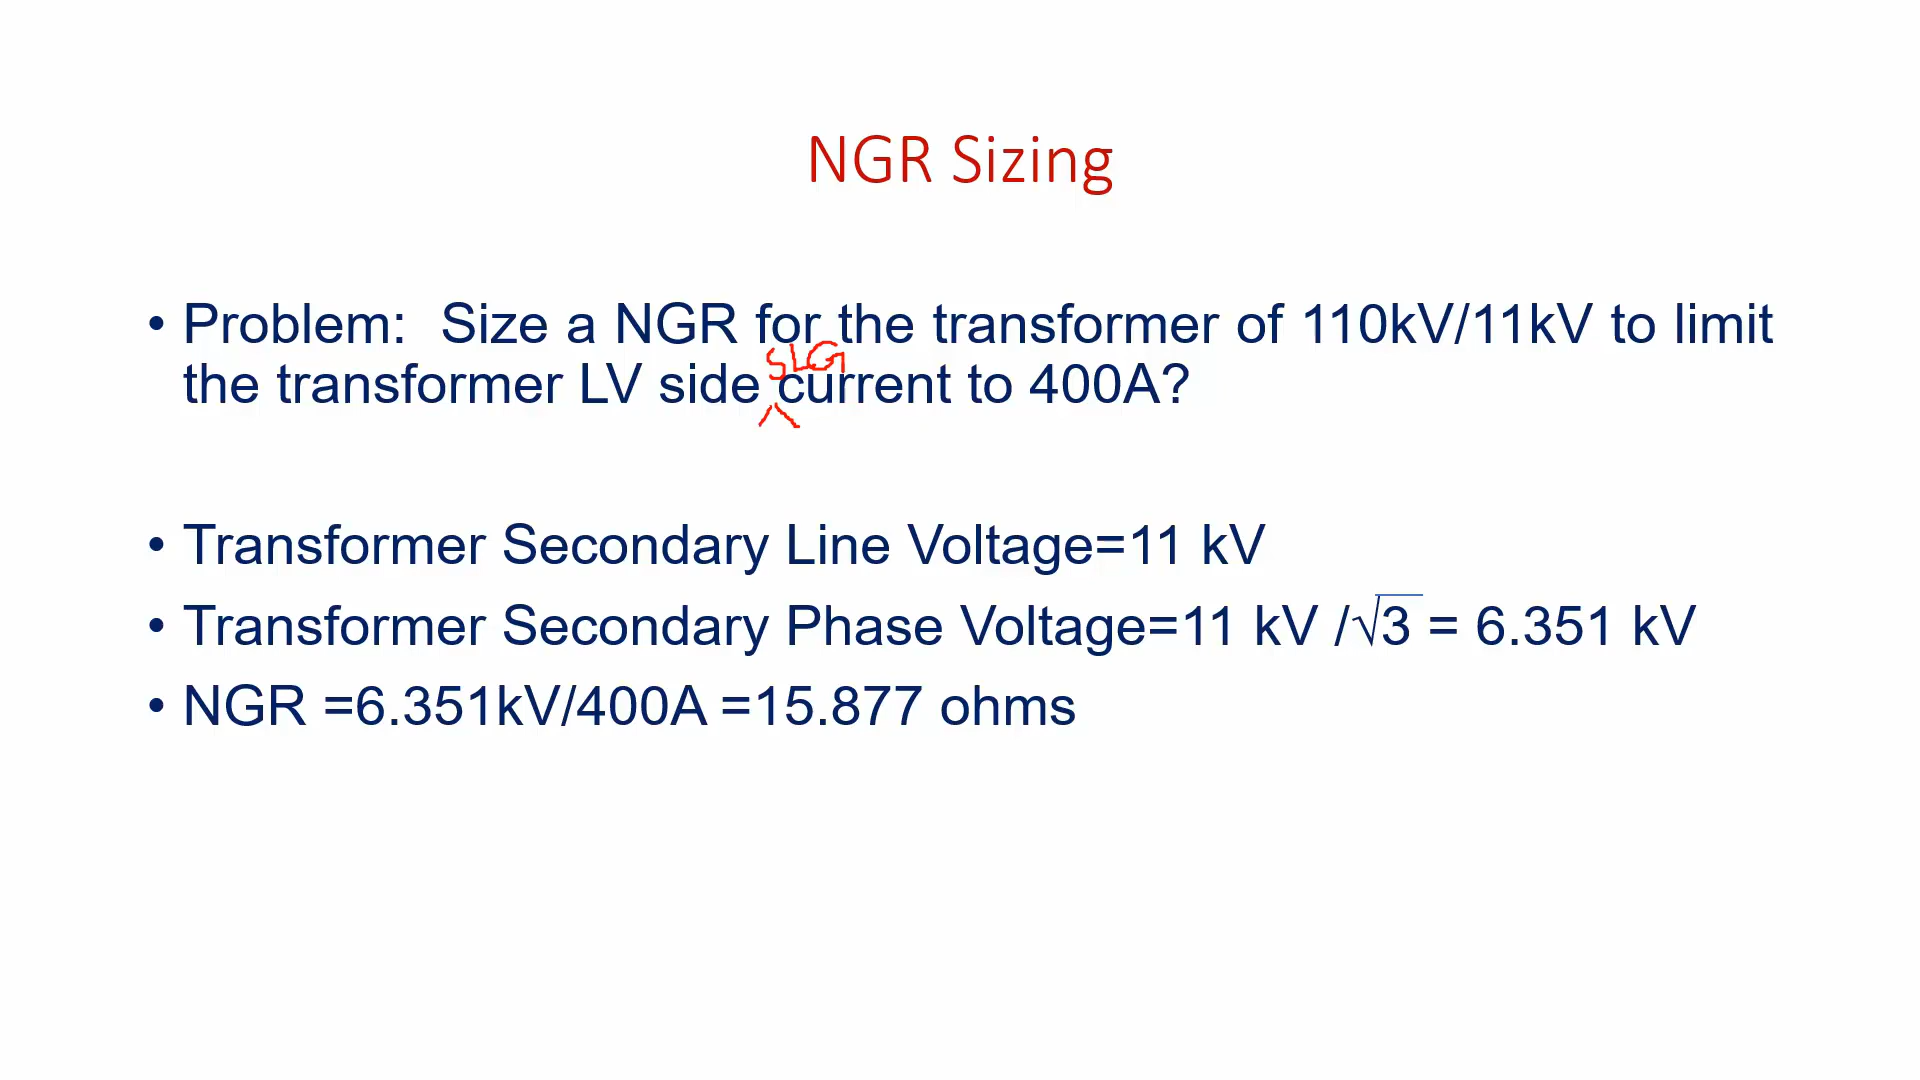 NGR Sizing
• Problem: Size a NGR for the transformer of 110kV/11kV to limit
SLG
the transformer LV side current to 400A?
• Transformer Secondary Line Voltage=11 kV
• Transformer Secondary Phase Voltage=11 kV /√3 = 6.351 kV
• NGR =6.351kV/400A =15.877 ohms